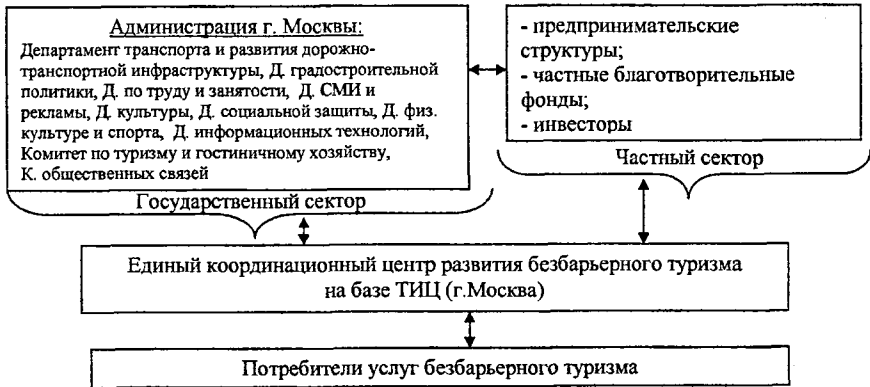 Администрация г. Москвы:
Департамент транспорта и развития дорожно-
транспортной инфраструктуры, Д. градостроительной
политики, Д. по труду и занятости, Д. СМИ и
рекламы, Д. культуры, Д. социальной защиты, Д. физ.
культуре и спорта, Д. информационных технологий,
Комитет по туризму и гостиничному хозяйству,
К. общественных связей
Государственный сектор
- предпринимательские
структуры;
- частные благотворительные
фонды;
- инвесторы
Частный сектор
Единый координационный центр развития безбарьерного туризма
на базе ТИЦ (г.Москва)
Потребители услуг безбарьерного туризма